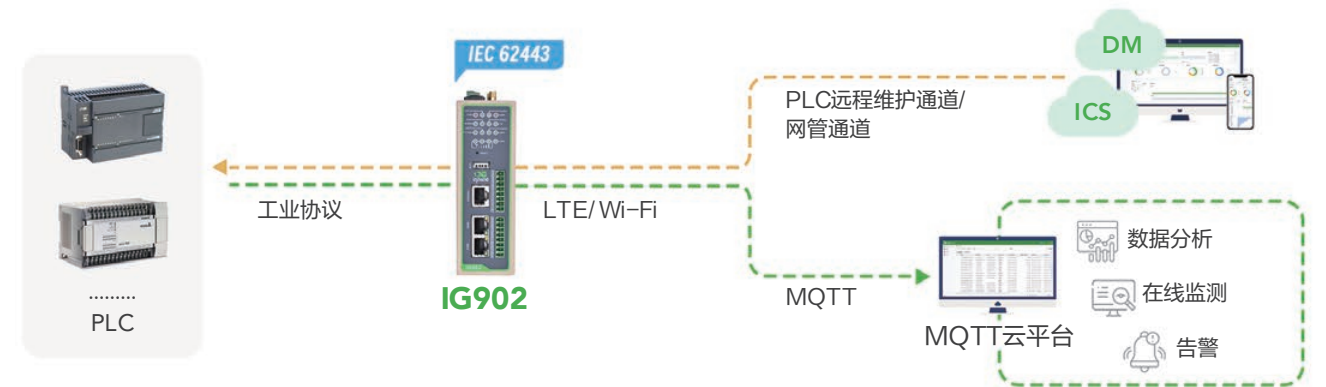 IEC 62443
DM
ICS
PLC远程维护通道/
网管通道
工业协议
LTE/Wi-Fi
IG902
MQTT
.........
PLC
MQTT云平台
数据分析
在线监测
告警